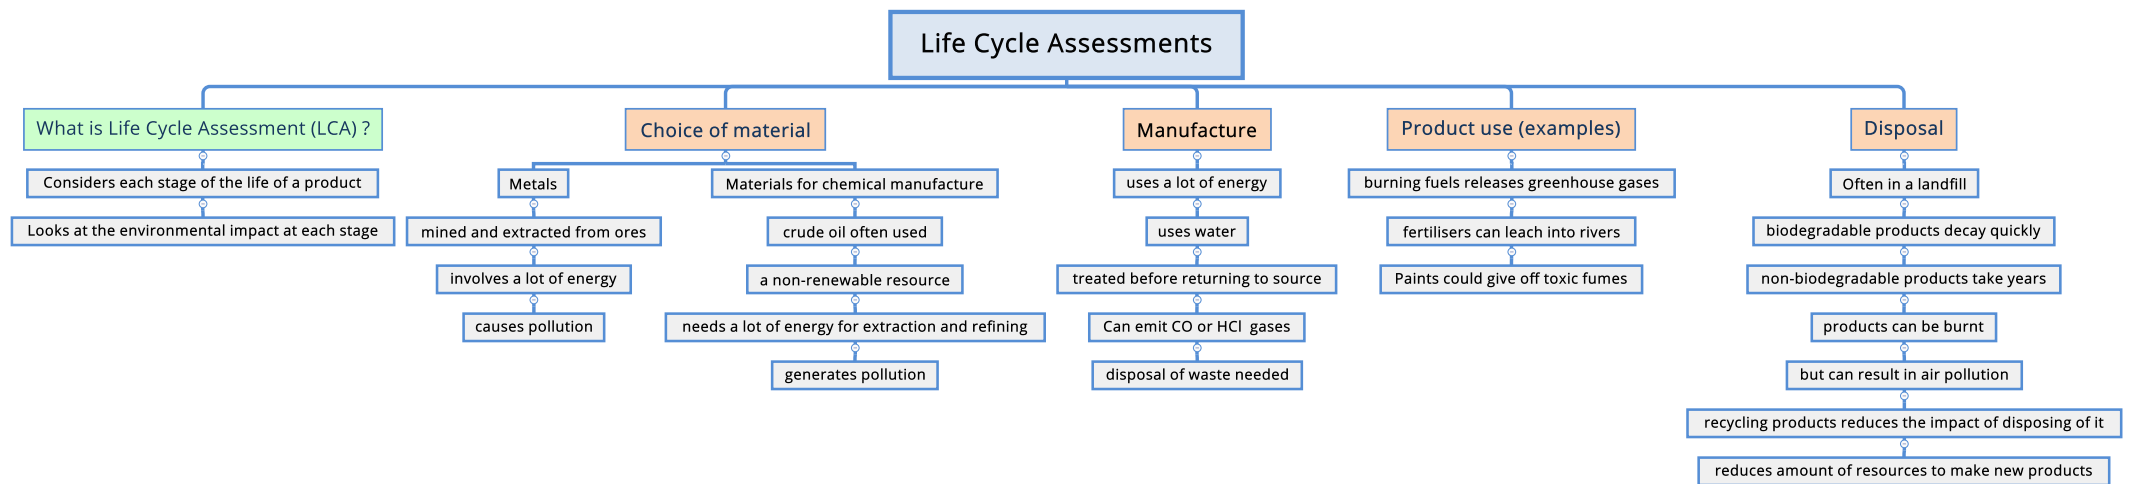 Life Cycle Assessments
What is Life Cycle Assessment (LCA) ?
Considers each stage of the life of a product
Looks at the environmental impact at each stage
Choice of material
Metals
mined and extracted from ores
involves a lot of energy
causes pollution
Materials for chemical manufacture
crude oil often used
a non-renewable resource
needs a lot of energy for extraction and refining
generates pollution
Manufacture
uses a lot of energy
uses water
treated before returning to source
Can emit CO or HCl gases
disposal of waste needed
Product use (examples)
burning fuels releases greenhouse gases
fertilisers can leach into rivers
Paints could give off toxic fumes
Disposal
Often in a landfill
biodegradable products decay quickly
non-biodegradable products take years
products can be burnt
but can result in air pollution
recycling products reduces the impact of disposing of it
reduces amount of resources to make new products